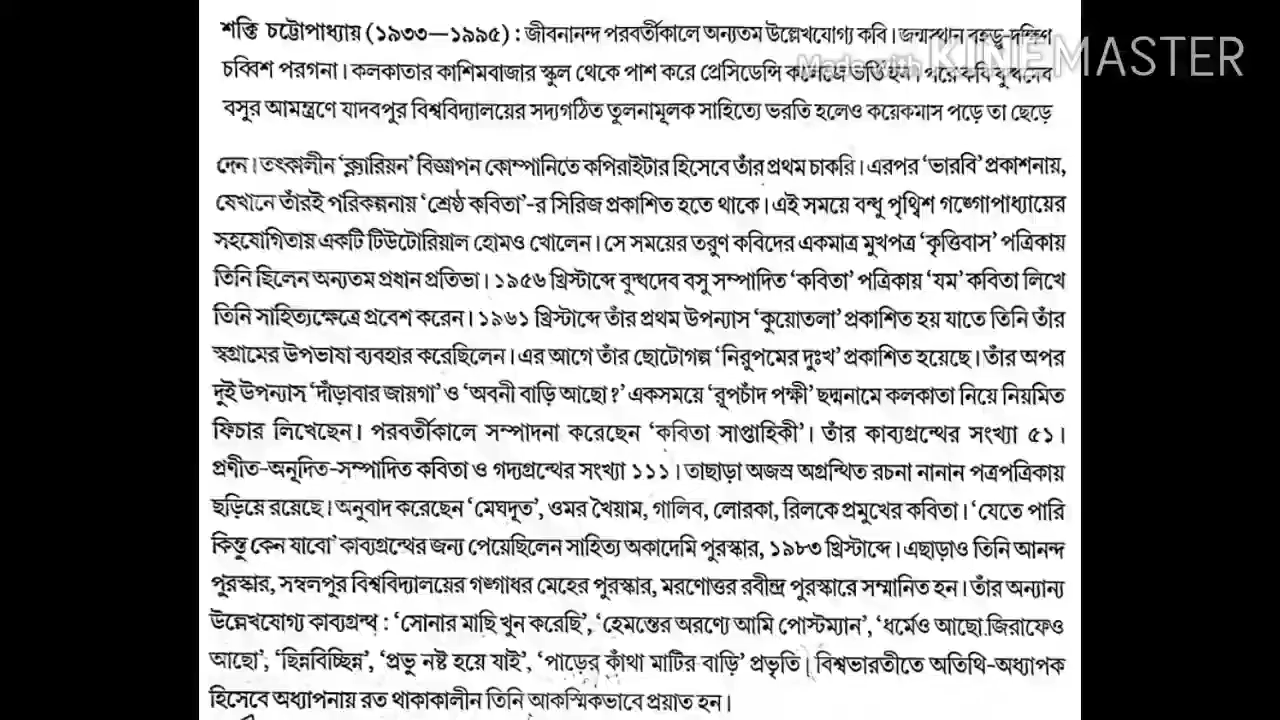 শক্তি চট্টোপাধ্যায় (১৯৩৩—১৯৯৫) : জীবনানন্দ পরবর্তীকালে অন্যতম উল্লেখযোগ্য কবি। জন্মস্থান বহড়ু-দক্ষিণ
Made with KINEMASTER
চব্বিশ পরগনা। কলকাতার কাশিমবাজার স্কুল থেকে পাশ করে প্রেসিডেন্সি কলেজে ভর্তি হন। পরে কবি বুদ্ধদেব
বসুর আমন্ত্রণে যাদবপুর বিশ্ববিদ্যালয়ের সদ্যগঠিত তুলনামূলক সাহিত্যে ভরতি হলেও কয়েকমাস পড়ে তা ছেড়ে
দেন। তৎকালীন ‘ক্ল্যারিয়ন’ বিজ্ঞাপন কোম্পানিতে কপিরাইটার হিসেবে তাঁর প্রথম চাকরি। এরপর ‘ভারবি’ প্রকাশনায়,
যেখানে তাঁরই পরিকল্পনায় ‘শ্রেষ্ঠ কবিতা’-র সিরিজ প্রকাশিত হতে থাকে। এই সময়ে বন্ধু পৃথ্বিশ গঙ্গোপাধ্যায়ের
সহযোগিতায় একটি টিউটোরিয়াল হোমও খোলেন। সে সময়ের তরুণ কবিদের একমাত্র মুখপত্র ‘কৃত্তিবাস’ পত্রিকায়
তিনি ছিলেন অন্যতম প্রধান প্রতিভা। ১৯৫৬ খ্রিস্টাব্দে বুদ্ধদেব বসু সম্পাদিত ‘কবিতা’ পত্রিকায় ‘যম’ কবিতা লিখে
তিনি সাহিত্যক্ষেত্রে প্রবেশ করেন। ১৯৬১ খ্রিস্টাব্দে তাঁর প্রথম উপন্যাস ‘কুয়োতলা’ প্রকাশিত হয় যাতে তিনি তাঁর
স্বগ্রামের উপভাষা ব্যবহার করেছিলেন। এর আগে তাঁর ছোটোগল্প ‘নিরুপমের দুঃখ’ প্রকাশিত হয়েছে। তাঁর অপর
দুই উপন্যাস ‘দাঁড়াবার জায়গা’ ও ‘অবনী বাড়ি আছো?’ একসময়ে ‘রূপচাঁদ পক্ষী’ ছদ্মনামে কলকাতা নিয়ে নিয়মিত
ফিচার লিখেছেন। পরবর্তীকালে সম্পাদনা করেছেন ‘কবিতা সাপ্তাহিকী’। তাঁর কাব্যগ্রন্থের সংখ্যা ৫১।
প্রণীত-অনূদিত-সম্পাদিত কবিতা ও গদ্যগ্রন্থের সংখ্যা ১১১। তাছাড়া অজস্র অগ্রন্থিত রচনা নানান পত্রপত্রিকায়
ছড়িয়ে রয়েছে। অনুবাদ করেছেন ‘মেঘদূত’, ওমর খৈয়াম, গালিব, লোরকা, রিলকে প্রমুখের কবিতা। ‘যেতে পারি
কিন্তু কেন যাবো’ কাব্যগ্রন্থের জন্য পেয়েছিলেন সাহিত্য অকাদেমি পুরস্কার, ১৯৮৩ খ্রিস্টাব্দে। এছাড়াও তিনি আনন্দ
পুরস্কার, সম্বলপুর বিশ্ববিদ্যালয়ের গঙ্গাধর মেহের পুরস্কার, মরণোত্তর রবীন্দ্র পুরস্কারে সম্মানিত হন। তাঁর অন্যান্য
উল্লেখযোগ্য কাব্যগ্রন্থ : ‘সোনার মাছি খুন করেছি’, ‘হেমন্তের অরণ্যে আমি পোস্টম্যান’, ‘ধর্মেও আছো জিরাফেও
আছো’, ‘ছিন্নবিচ্ছিন্ন’, ‘প্রভু নষ্ট হয়ে যাই’, ‘পাড়ের কাঁথা মাটির বাড়ি’ প্রভৃতি। বিশ্বভারতীতে অতিথি-অধ্যাপক
হিসেবে অধ্যাপনায় রত থাকাকালীন তিনি আকস্মিকভাবে প্রয়াত হন।